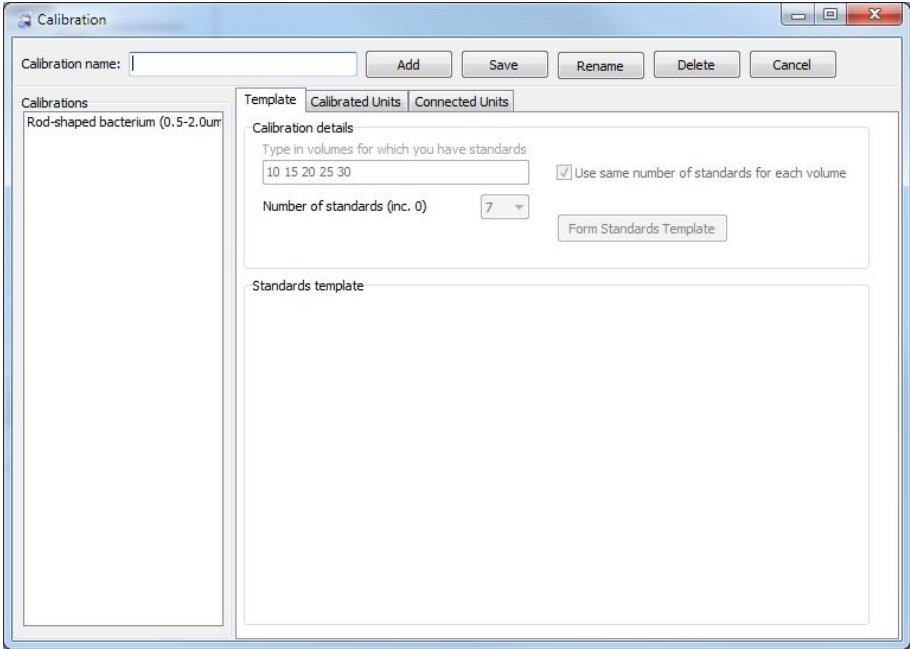 Calibration
Calibration name:
Add
Save
Rename
Delete
Cancel
Calibrations
Rod-shaped bacterium (0.5-2.0um
Template
Calibrated Units
Connected Units
Calibration details
Type in volumes for which you have standards
10 15 20 25 30
Use same number of standards for each volume
Number of standards (inc. 0)
7
Form Standards Template
Standards template